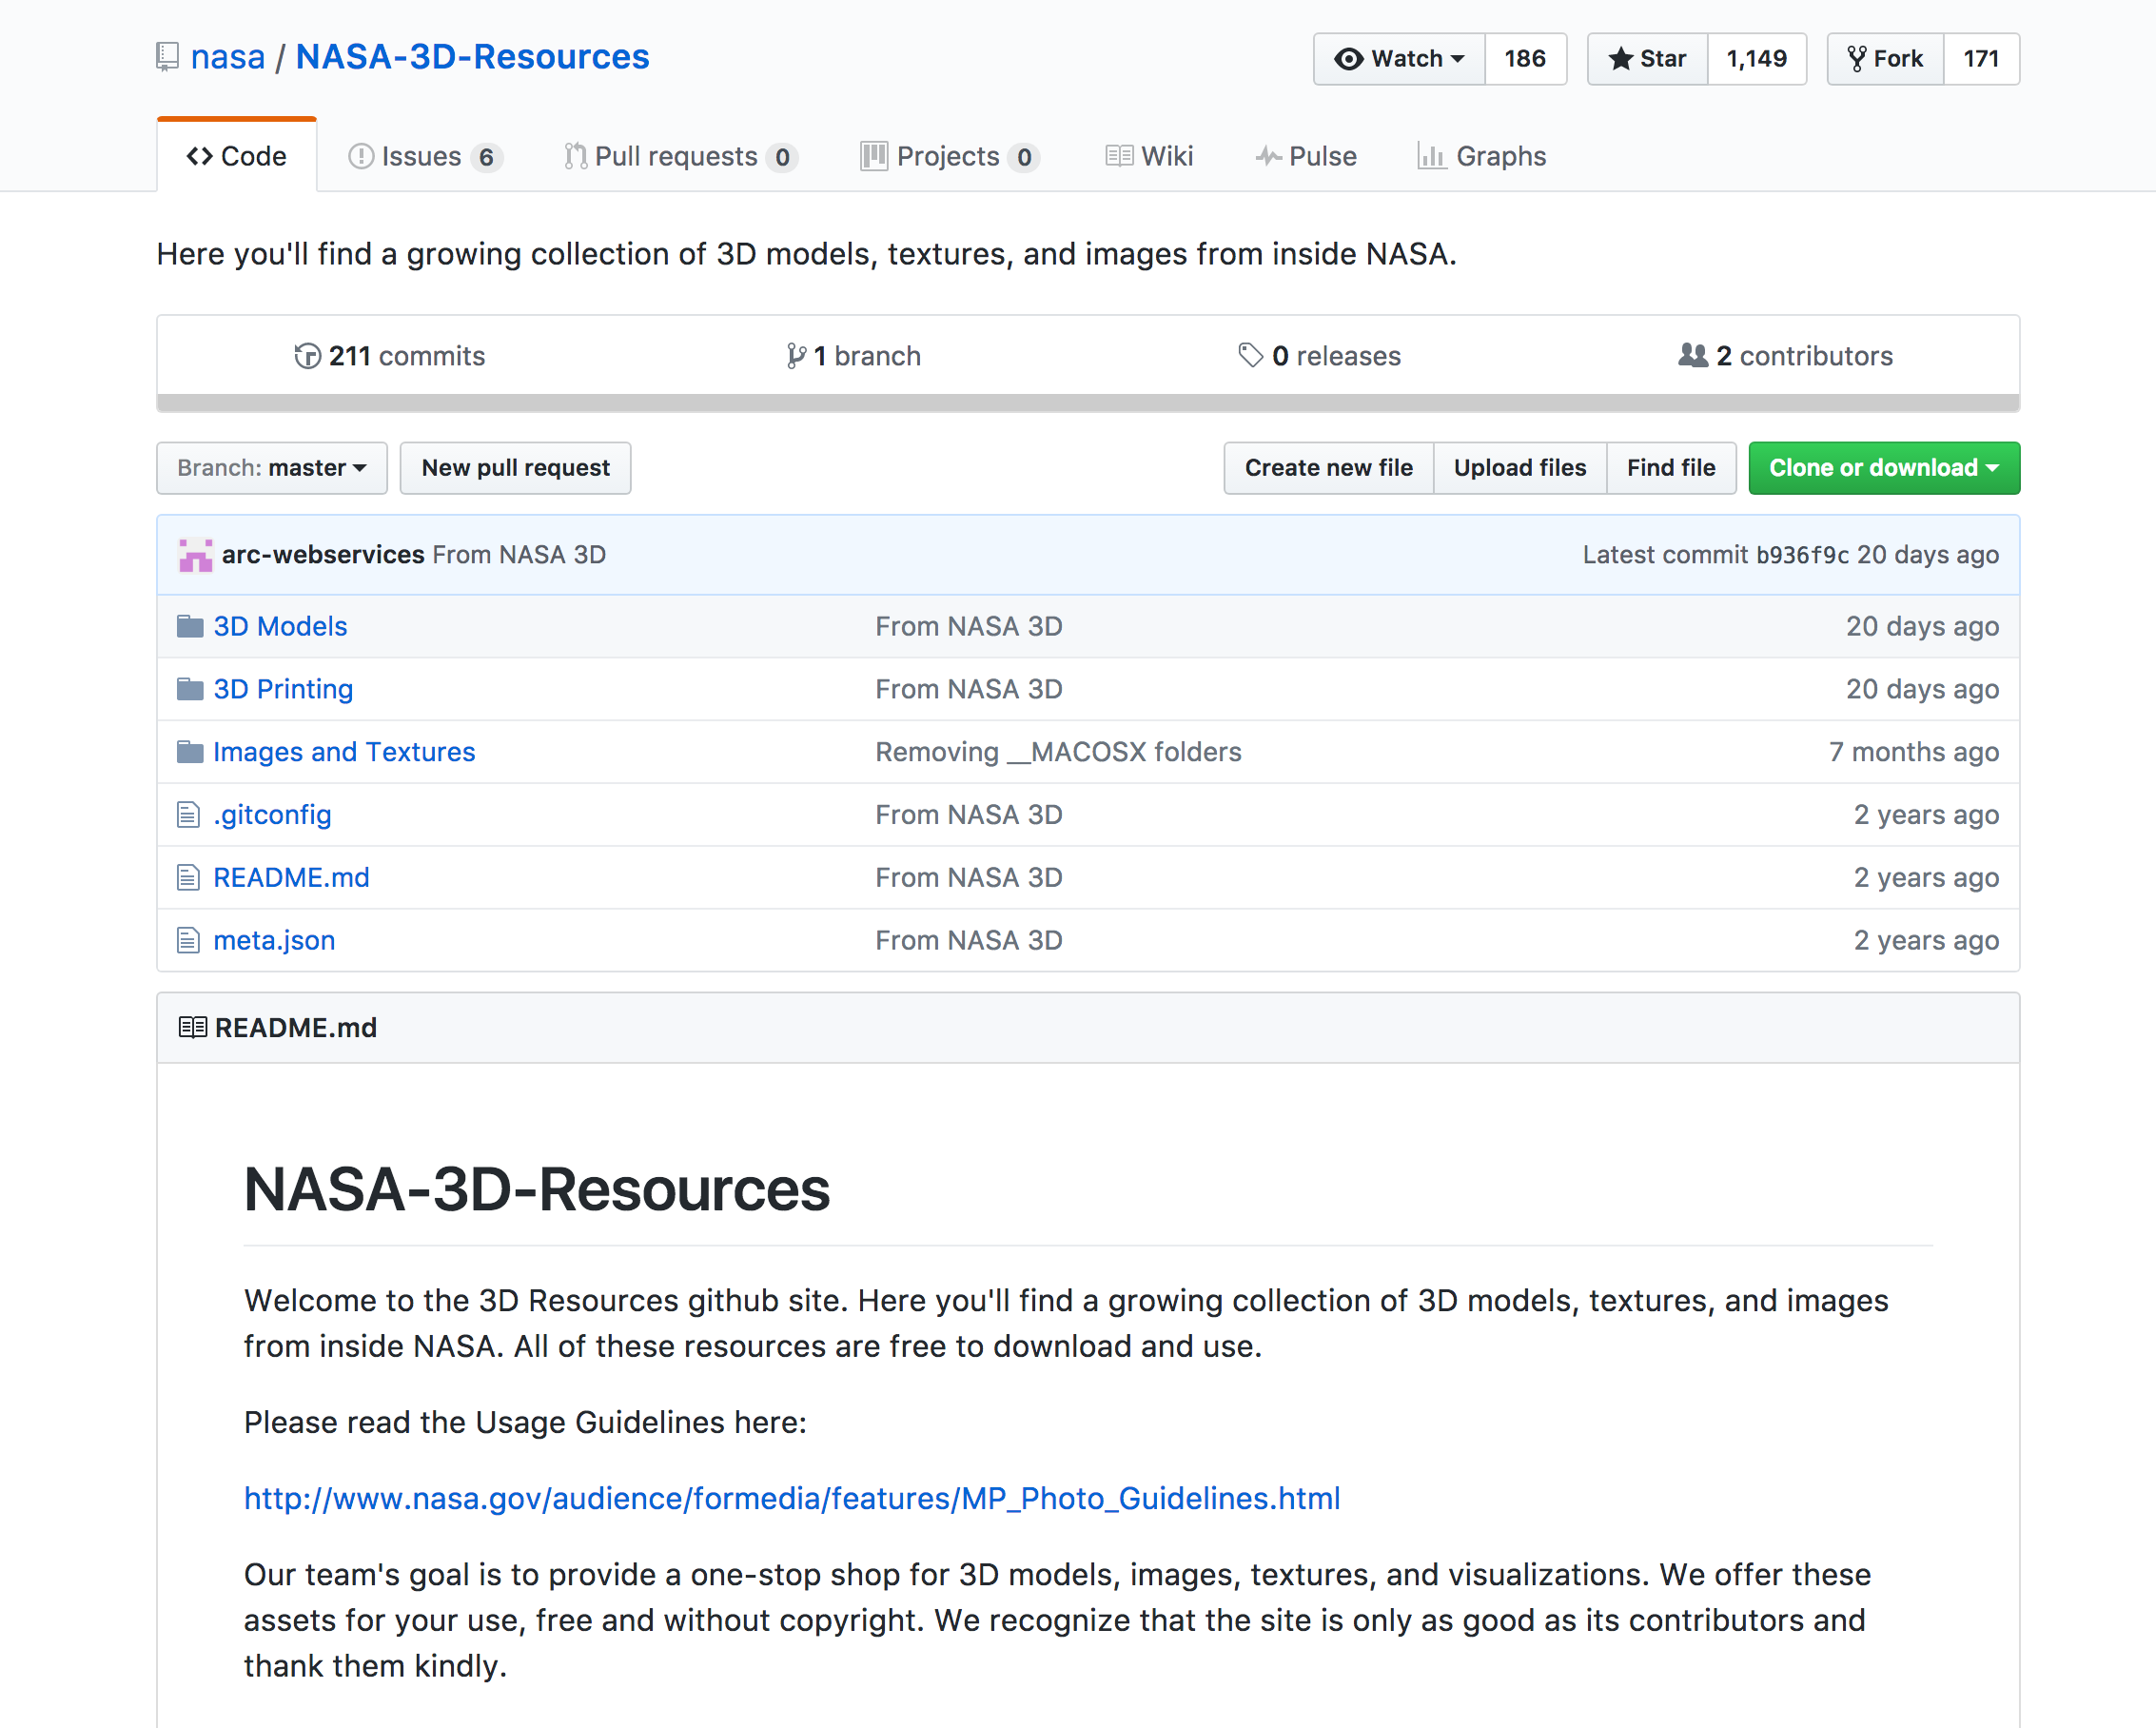 nasa / NASA-3D-Resources
Watch 186 Star 1,149 Fork 171
Code Issues 6 Pull requests 0 Projects 0 Wiki Pulse Graphs
Here you'll find a growing collection of 3D models, textures, and images from inside NASA.
211 commits 1 branch 0 releases 2 contributors
Branch: master New pull request Create new file Upload files Find file Clone or download
arc-webservices From NASA 3D Latest commit b936f9c 20 days ago
3D Models From NASA 3D 20 days ago
3D Printing From NASA 3D 20 days ago
Images and Textures Removing __MACOSX folders 7 months ago
.gitconfig From NASA 3D 2 years ago
README.md From NASA 3D 2 years ago
meta.json From NASA 3D 2 years ago
README.md
NASA-3D-Resources
Welcome to the 3D Resources github site. Here you'll find a growing collection of 3D models, textures, and images
from inside NASA. All of these resources are free to download and use.
Please read the Usage Guidelines here:
http://www.nasa.gov/audience/formedia/features/MP_Photo_Guidelines.html
Our team's goal is to provide a one-stop shop for 3D models, images, textures, and visualizations. We offer these
assets for your use, free and without copyright. We recognize that the site is only as good as its contributors and
thank them kindly.